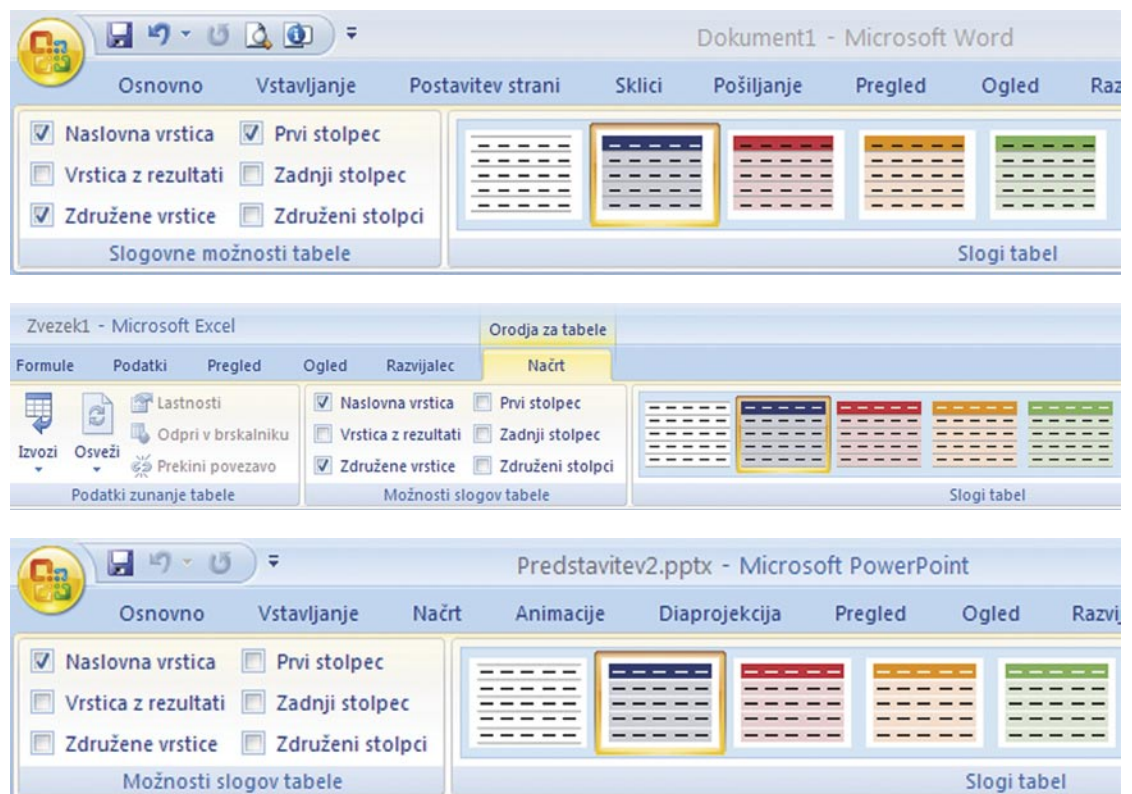 Dokument1 - Microsoft Word
Osnovno Vstavljanje Postavitev strani Sklici Pošiljanje Pregled Ogled Raz
Naslovna vrstica Prvi stolpec
Vrstica z rezultati Zadnji stolpec
Združene vrstice Združeni stolpci
Slogovne možnosti tabele Slogi tabel
Zvezek1 - Microsoft Excel Orodja za tabele
Formule Podatki Pregled Ogled Razvijalec Načrt
Izvozi Osveži Lastnosti Naslovna vrstica Prvi stolpec
Odpri v brskalniku Vrstica z rezultati Zadnji stolpec
Prekini povezavo Združene vrstice Združeni stolpci
Podatki zunanje tabele Možnosti slogov tabele Slogi tabel
Predstavitev2.pptx - Microsoft PowerPoint
Osnovno Vstavljanje Načrt Animacije Diaprojekcija Pregled Ogled Razvij
Naslovna vrstica Prvi stolpec
Vrstica z rezultati Zadnji stolpec
Združene vrstice Združeni stolpci
Možnosti slogov tabele Slogi tabel